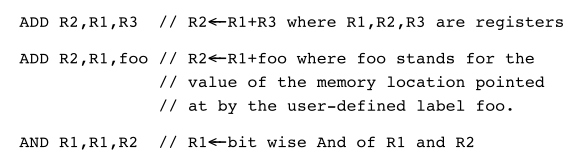 ADD R2,R1,R3  // R2←R1+R3 where R1,R2,R3 are registers
ADD R2,R1,foo // R2←R1+foo where foo stands for the
// value of the memory location pointed
// at by the user-defined label foo.
AND R1,R1,R2  // R1←bit wise And of R1 and R2